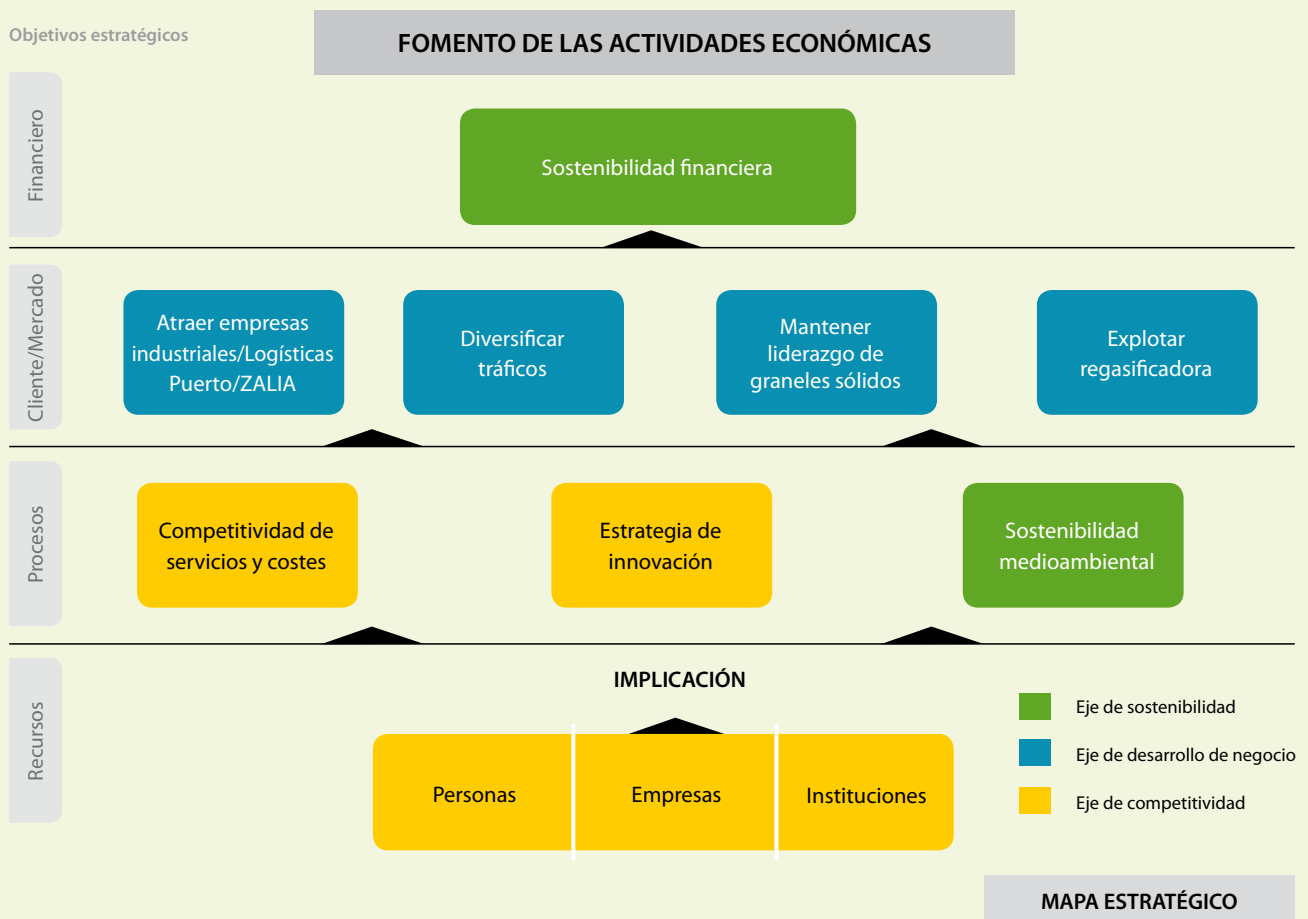 Objetivos estratégicos
FOMENTO DE LAS ACTIVIDADES ECONÓMICAS
Financiero
Sostenibilidad financiera
Cliente/Mercado
Atraer empresas
industriales/Logísticas
Puerto/ZALIA
Diversificar
tráficos
Mantener
liderazgo de
graneles sólidos
Explotar
regasificadora
Procesos
Competitividad de
servicios y costes
Estrategia de
innovación
Sostenibilidad
medioambiental
Recursos
IMPLICACIÓN
Personas
Empresas
Instituciones
Eje de sostenibilidad
Eje de desarrollo de negocio
Eje de competitividad
MAPA ESTRATÉGICO